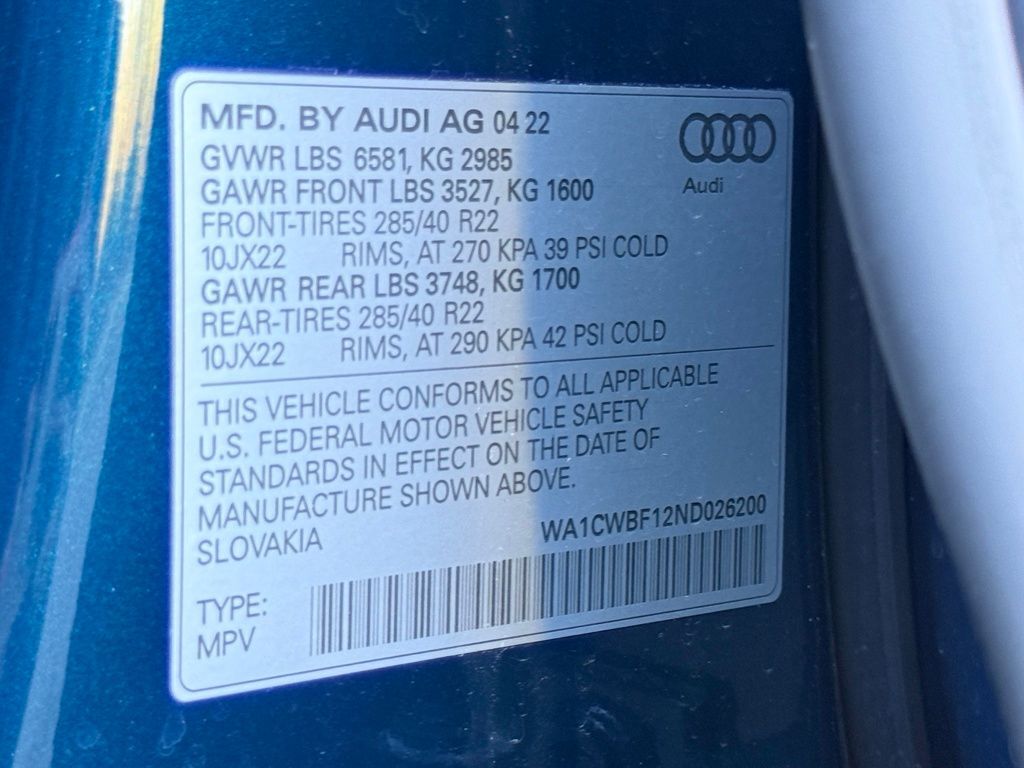 MFD. BY AUDI AG 04 22
Audi
GVWR LBS 6581, KG 2985
GAWR FRONT LBS 3527, KG 1600
FRONT-TIRES 285/40 R22
10JX22 RIMS, AT 270 KPA 39 PSI COLD
GAWR REAR LBS 3748, KG 1700
REAR-TIRES 285/40 R22
10JX22 RIMS, AT 290 KPA 42 PSI COLD
THIS VEHICLE CONFORMS TO ALL APPLICABLE
U.S. FEDERAL MOTOR VEHICLE SAFETY
STANDARDS IN EFFECT ON THE DATE OF
MANUFACTURE SHOWN ABOVE.
SLOVAKIA
WA1CWBF12ND026200
TYPE:
MPV